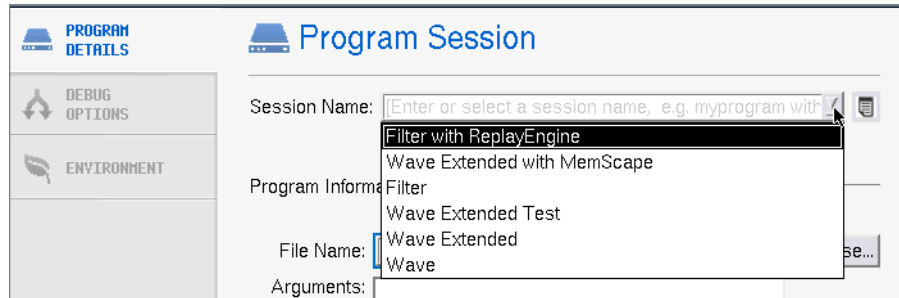 PROGRAM
DETAILS
Program Session
DEBUG
OPTIONS
Session Name: [Enter or select a session name, e.g. myprogram with
Filter with ReplayEngine
ENVIRONMENT
Wave Extended with MemScape
Program Informa
Filter
Wave Extended Test
File Name:
Wave Extended
se...
Wave
Arguments: